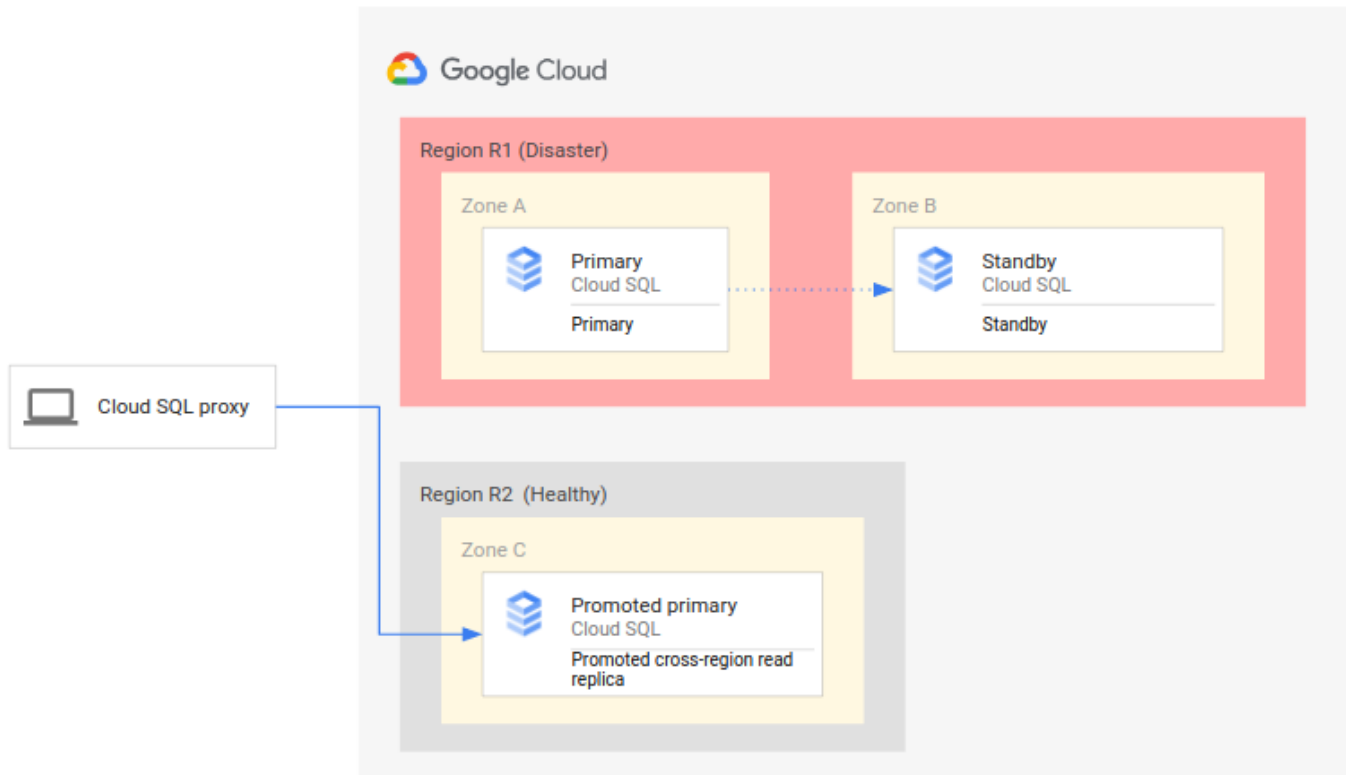 Google Cloud
Region R1 (Disaster)
Zone A
Primary
Cloud SQL
Primary
Zone B
Standby
Cloud SQL
Standby
Cloud SQL proxy
Region R2 (Healthy)
Zone C
Promoted primary
Cloud SQL
Promoted cross-region read
replica